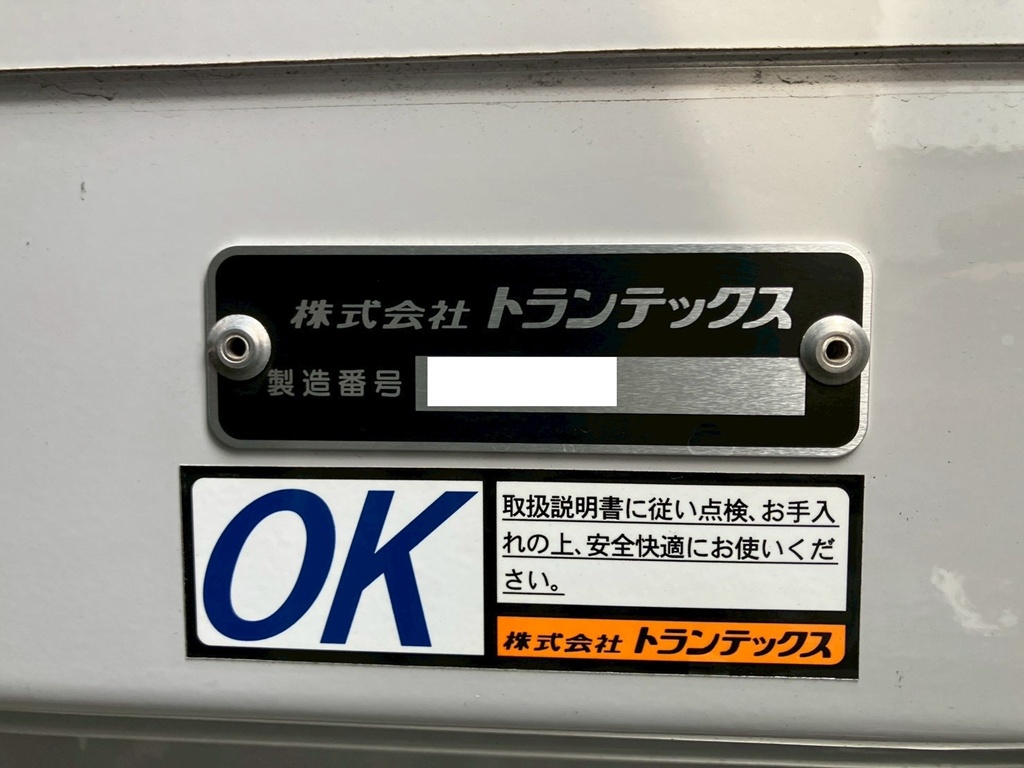 株式会社 トランテックス
製造番号
OK
取扱説明書に従い点検、お手入
れの上、安全快適にお使いくだ
さい。
株式会社 トランテックス